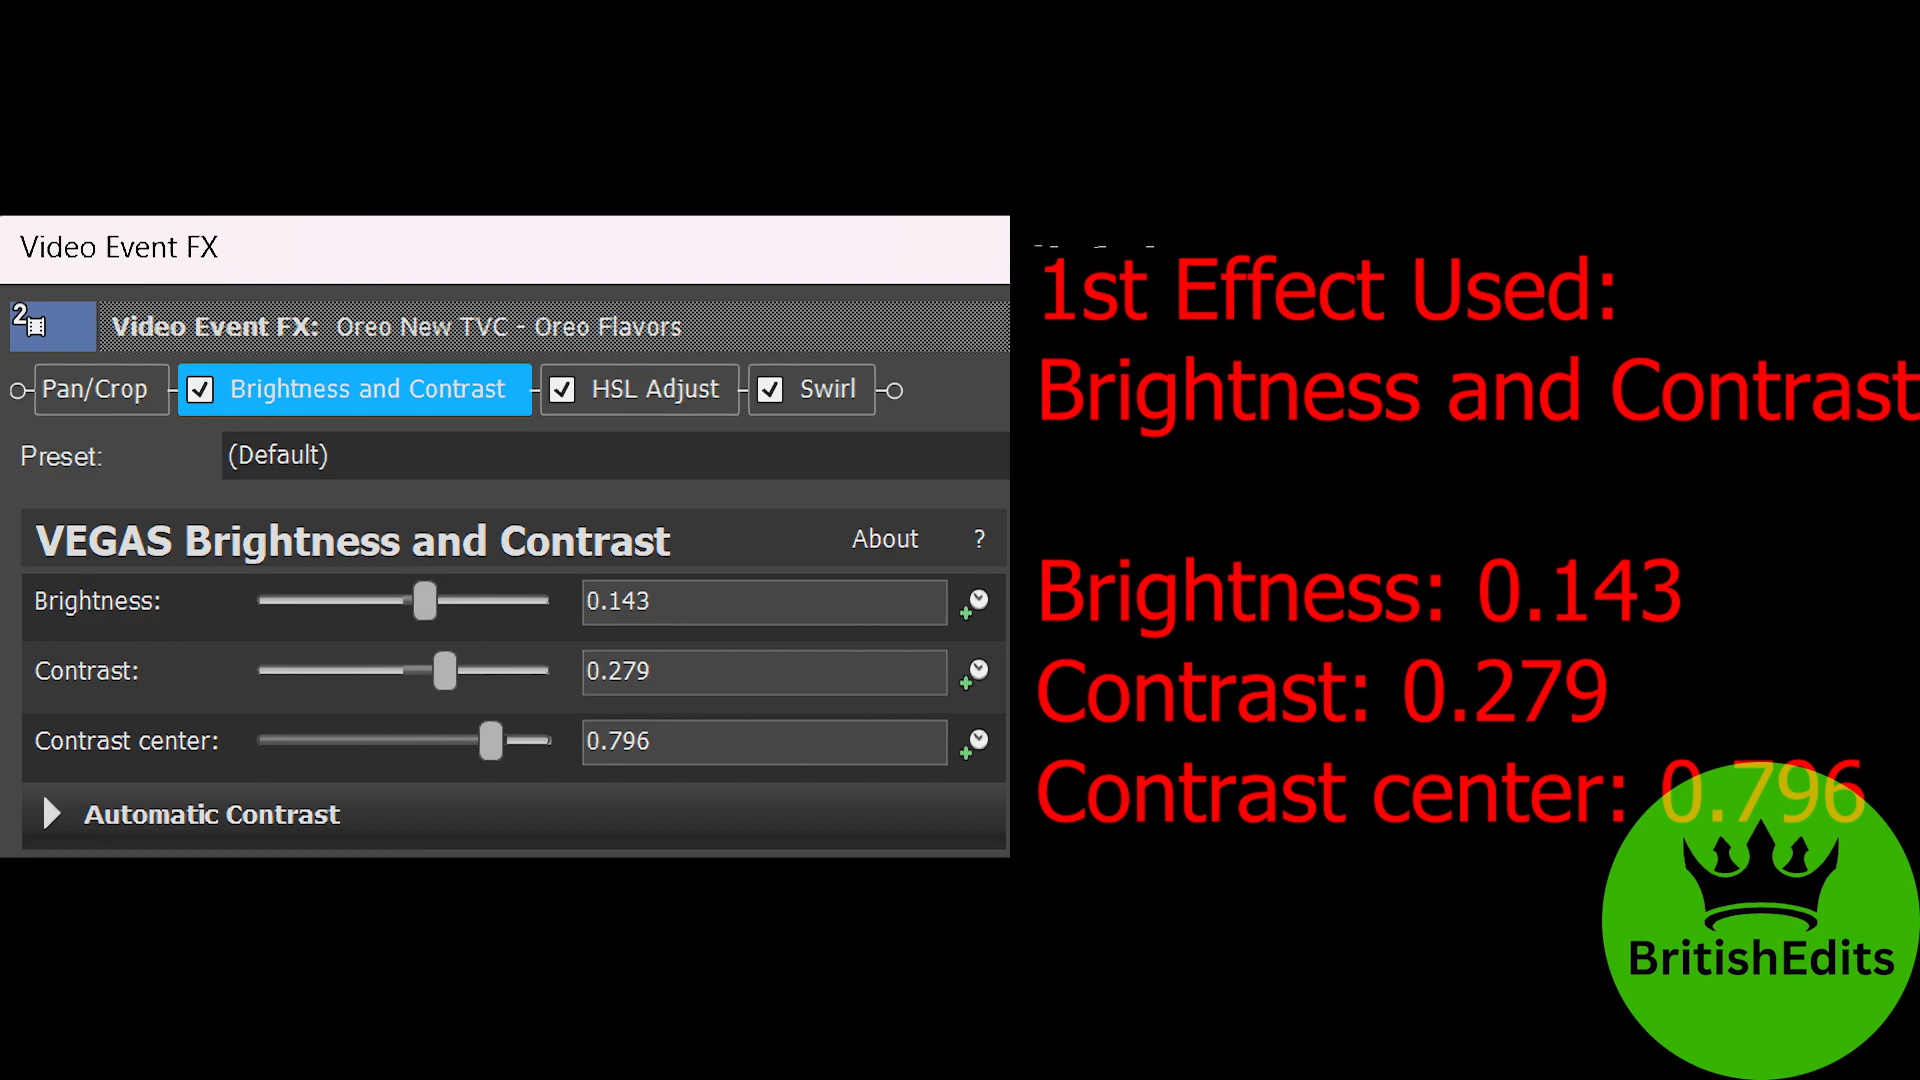 Video Event FX
2
Video Event FX: Oreo New TVC - Oreo Flavors
Pan/Crop Brightness and Contrast HSL Adjust Swirl
Preset: (Default)
VEGAS Brightness and Contrast About ?
Brightness: 0.143
Contrast: 0.279
Contrast center: 0.796
Automatic Contrast
1st Effect Used:
Brightness and Contrast
Brightness: 0.143
Contrast: 0.279
Contrast center: 0.796
BritishEdits